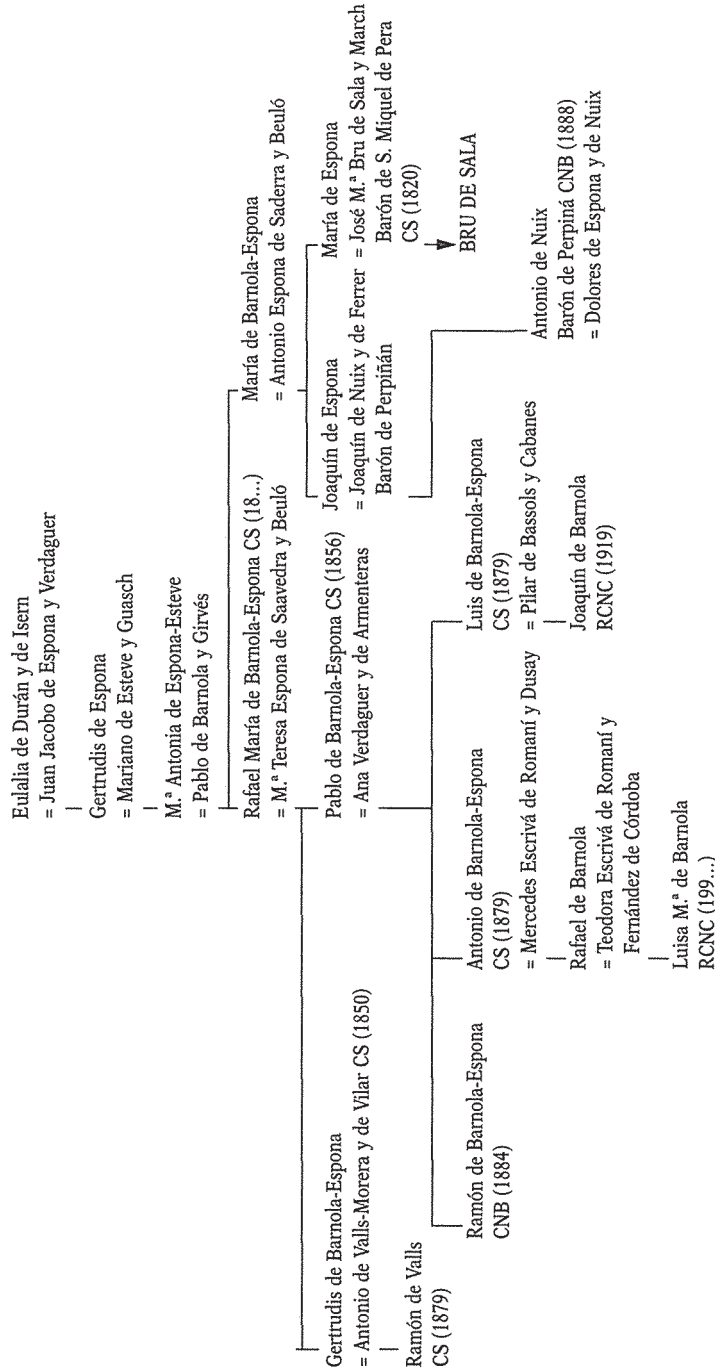 Eulalia de Durán y de Isern
= Juan Jacobo de Espona y Verdaguer
Gertrudis de Espona
= Mariano de Esteve y Guasch
M.ª Antonia de Espona-Esteve
= Pablo de Barnola y Girvés
Rafael María de Barnola-Espona CS (18...)
= M.ª Teresa Espona de Saavedra y Beuló
María de Barnola-Espona
= Antonio Espona de Saderra y Beuló
Gertrudis de Barnola-Espona
= Antonio de Valls-Morera y de Vilar CS (1850)
Pablo de Barnola-Espona CS (1856)
= Ana Verdaguer y de Armenteras
Joaquín de Espona
= Joaquín de Nuix y de Ferrer
Barón de Perpiñán
María de Espona
= José M.ª Bru de Sala y March
Barón de S. Miquel de Pera
CS (1820)
BRU DE SALA
Ramón de Valls
CS (1879)
Ramón de Barnola-Espona
CNB (1884)
Antonio de Barnola-Espona
CS (1879)
= Mercedes Escrivá de Romaní y Dusay
Rafael de Barnola
= Teodora Escrivá de Romaní y
Fernández de Córdoba
Luisa M.ª de Barnola
RCNC (199...)
Luis de Barnola-Espona
CS (1879)
= Pilar de Bassols y Cabanes
Joaquín de Barnola
RCNC (1919)
Antonio de Nuix
Barón de Perpiná CNB (1888)
= Dolores de Espona y de Nuix